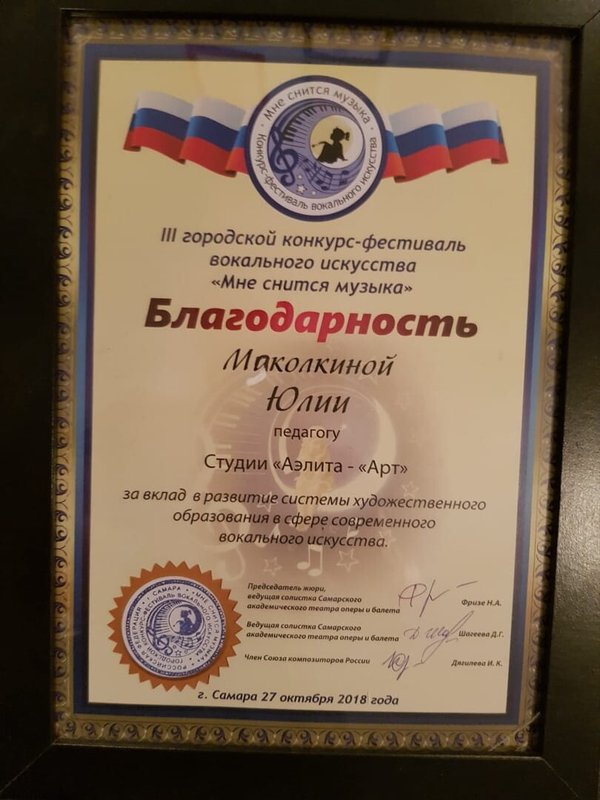 Мне снится музыка
Конкурс-фестиваль вокального искусства
III городской конкурс-фестиваль
вокального искусства
«Мне снится музыка»
Благодарность
Маколкиной
Юлии
педагогу
Студии «Аэлита - «Арт»
за вклад в развитие системы художественного
образования в сфере современного
вокального искусства.
Председатель жюри,
ведущая солистка Самарского
академического театра оперы и балета
Фризе Н.А.
Ведущая солистка Самарского
академического театра оперы и балета
Шагеева Д.Г.
Член Союза композиторов России
Дягилева И. К.
г. Самара 27 октября 2018 года